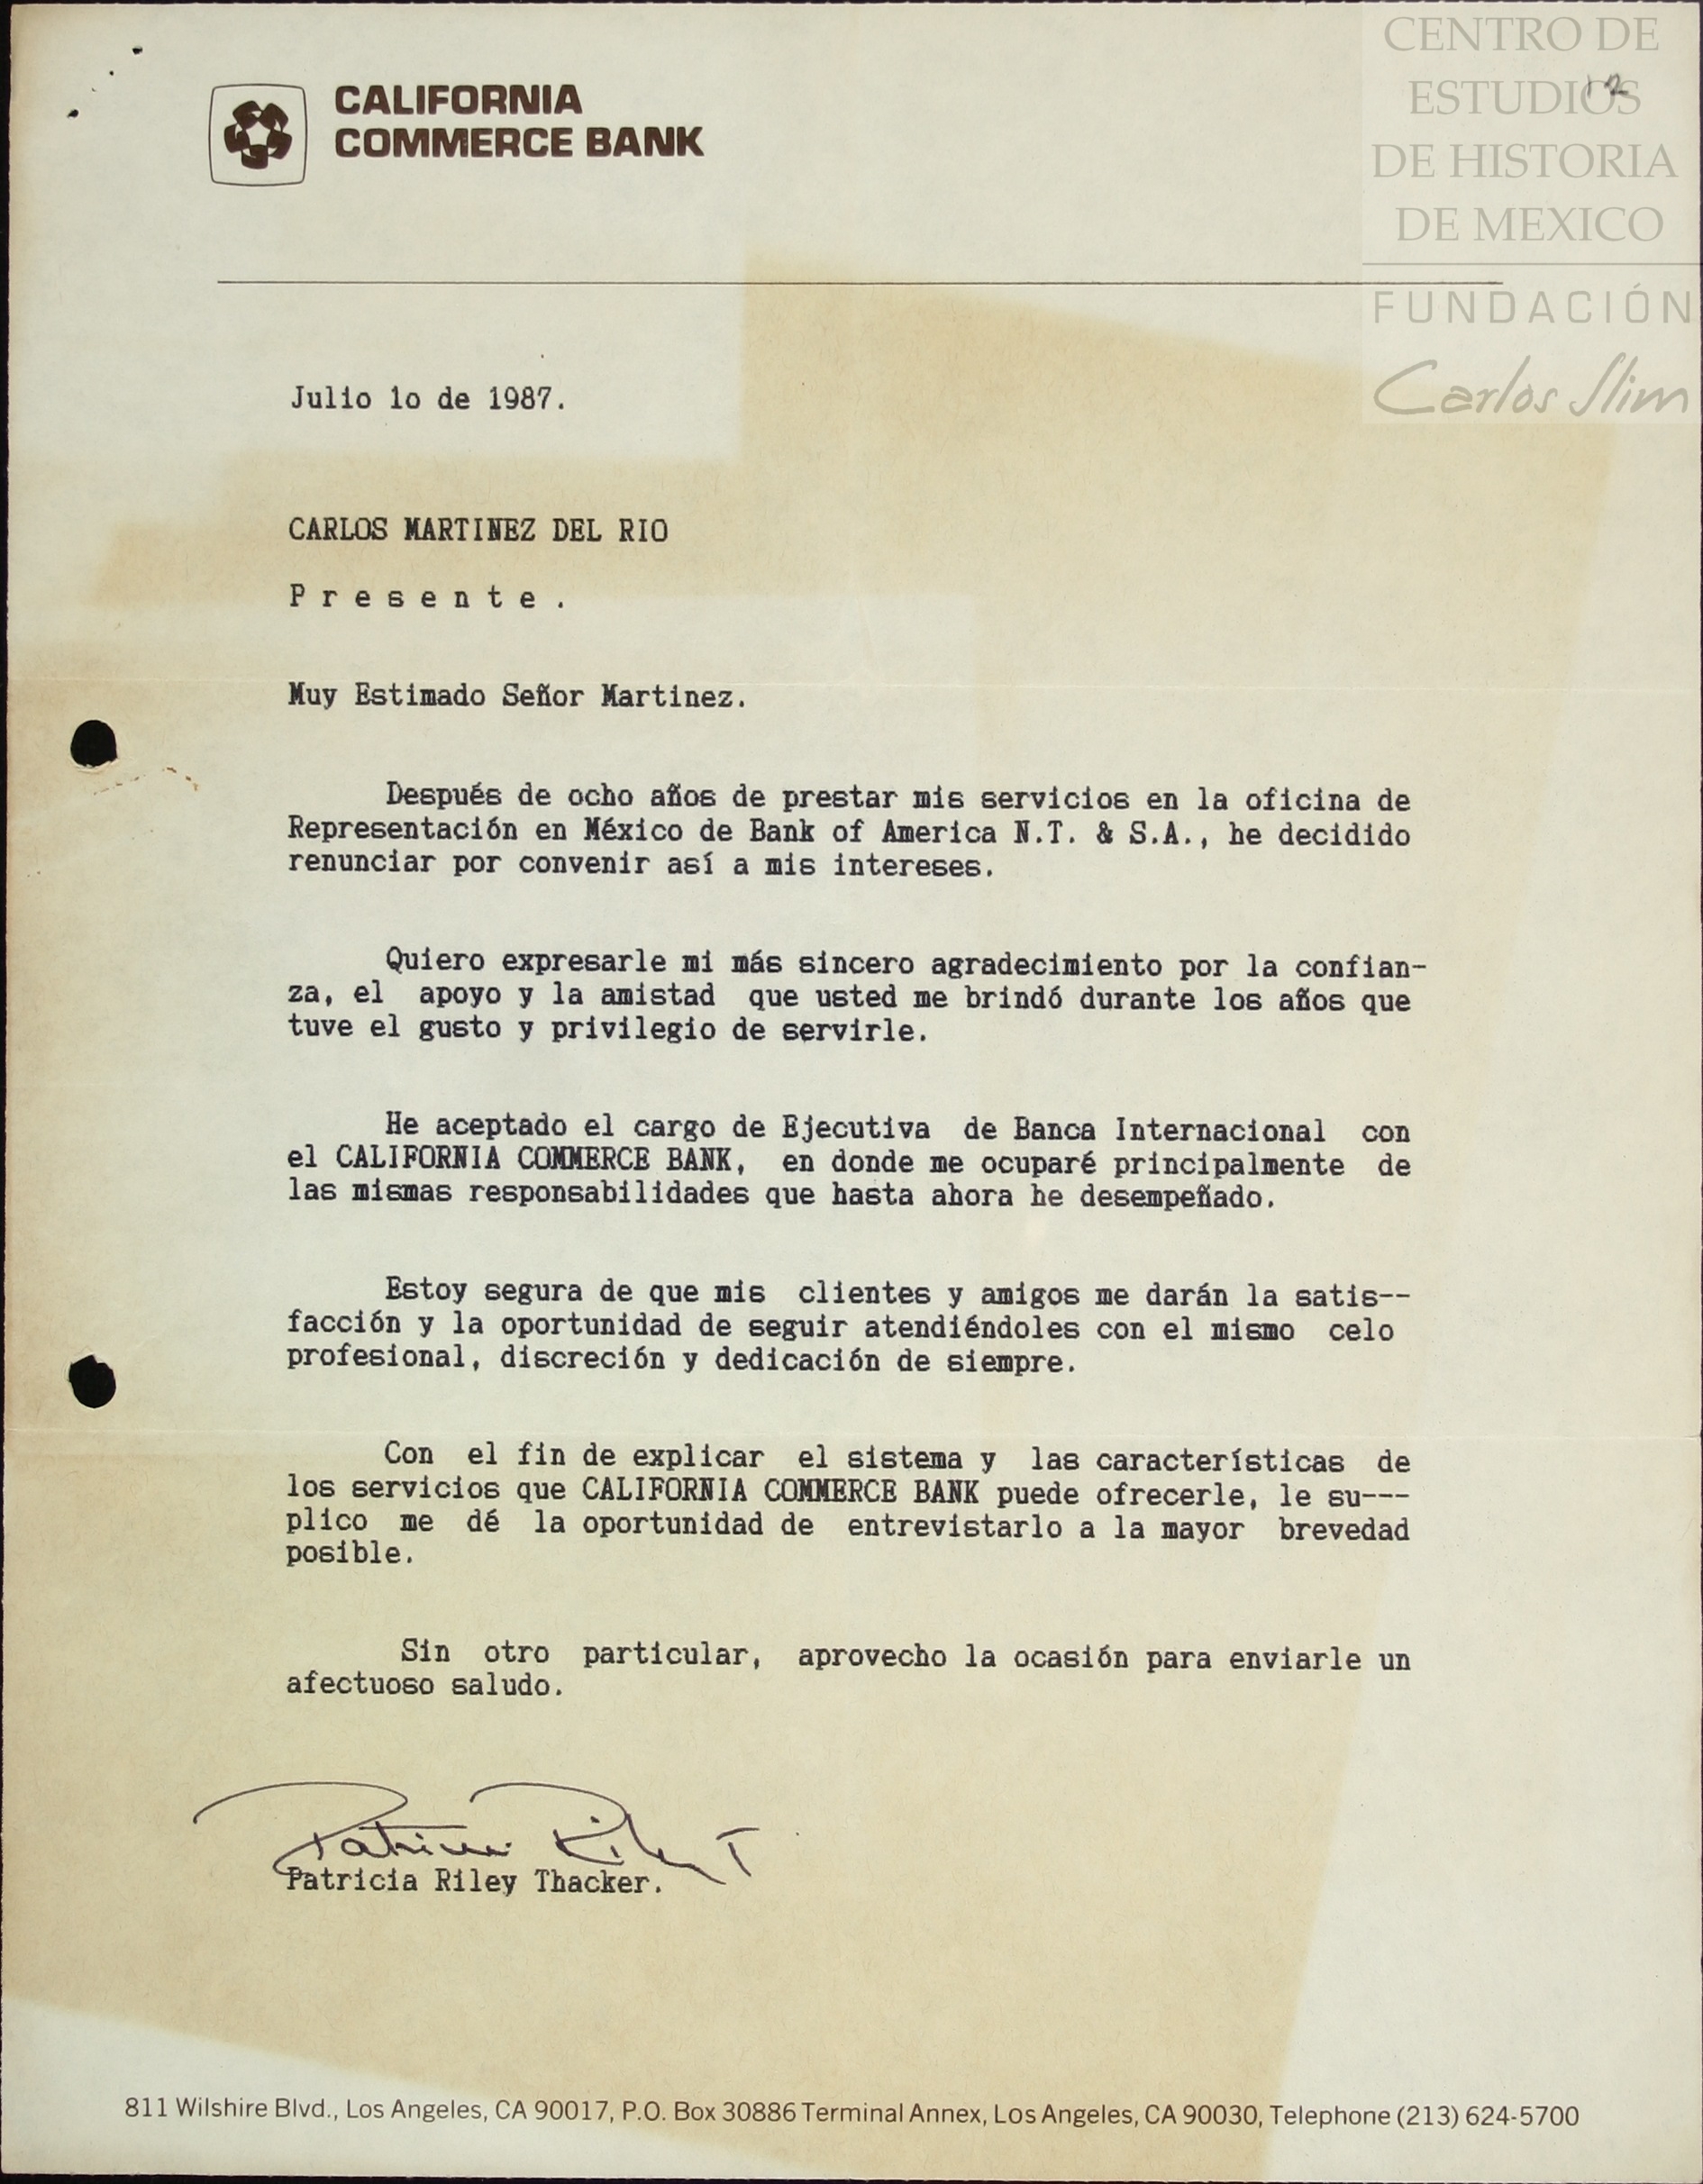 CENTRO DE
ESTUDIOS
DE HISTORIA
DE MEXICO
FUNDACIÓN
Carlos Slim
12
CALIFORNIA
COMMERCE BANK
Julio 1o de 1987.
CARLOS MARTINEZ DEL RIO
P r e s e n t e .
Muy Estimado Señor Martinez.
Después de ocho años de prestar mis servicios en la oficina de
Representación en México de Bank of America N.T. & S.A., he decidido
renunciar por convenir así a mis intereses.
Quiero expresarle mi más sincero agradecimiento por la confian-
za, el apoyo y la amistad que usted me brindó durante los años que
tuve el gusto y privilegio de servirle.
He aceptado el cargo de Ejecutiva de Banca Internacional con
el CALIFORNIA COMMERCE BANK, en donde me ocuparé principalmente de
las mismas responsabilidades que hasta ahora he desempeñado.
Estoy segura de que mis clientes y amigos me darán la satis--
facción y la oportunidad de seguir atendiéndoles con el mismo celo
profesional, discreción y dedicación de siempre.
Con el fin de explicar el sistema y las características de
los servicios que CALIFORNIA COMMERCE BANK puede ofrecerle, le su---
plico me dé la oportunidad de entrevistarlo a la mayor brevedad
posible.
Sin otro particular, aprovecho la ocasión para enviarle un
afectuoso saludo.
Patricia Riley T
Patricia Riley Thacker.
811 Wilshire Blvd., Los Angeles, CA 90017, P.O. Box 30886 Terminal Annex, Los Angeles, CA 90030, Telephone (213) 624-5700